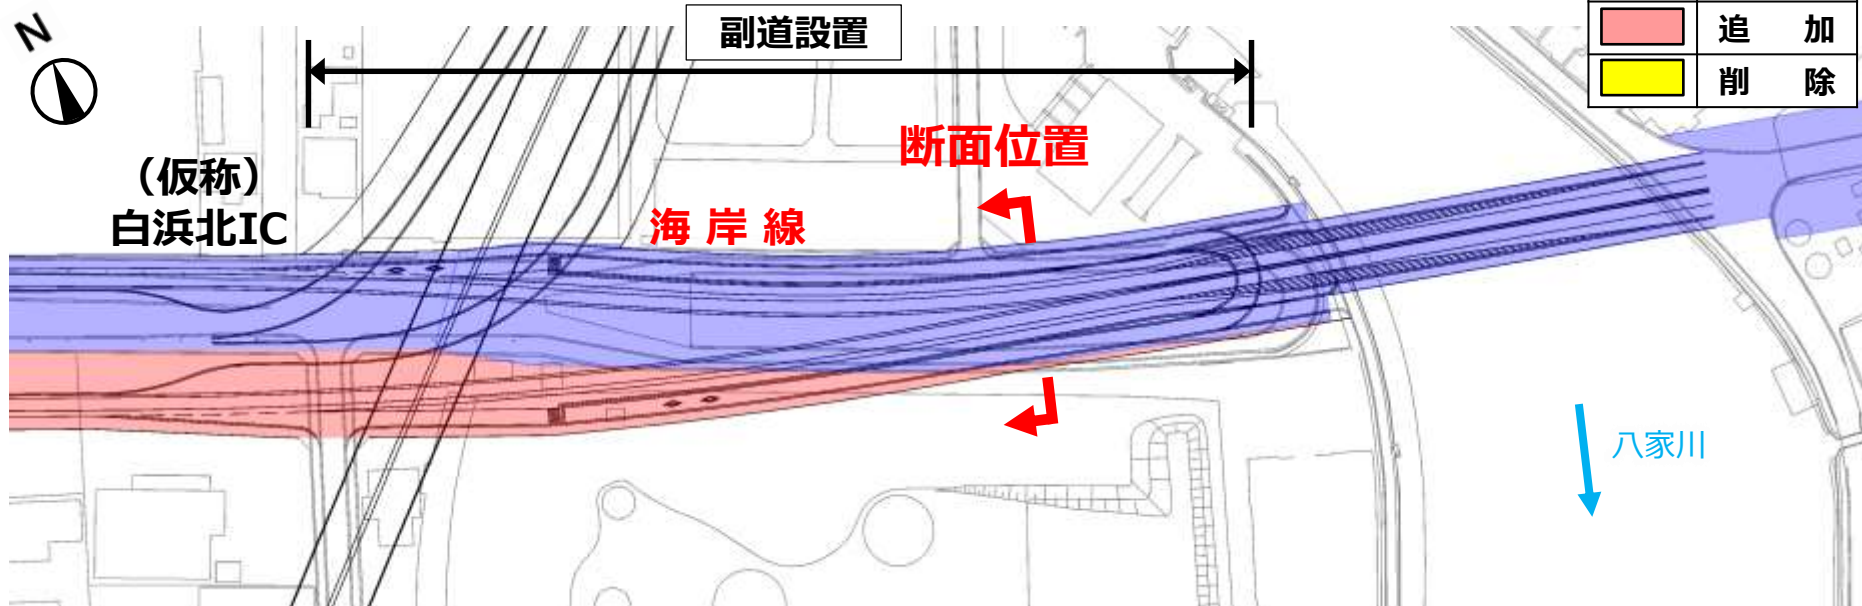 N
副道設置
追 加
削 除
断面位置
(仮称)
白浜北IC
海岸線
八家川